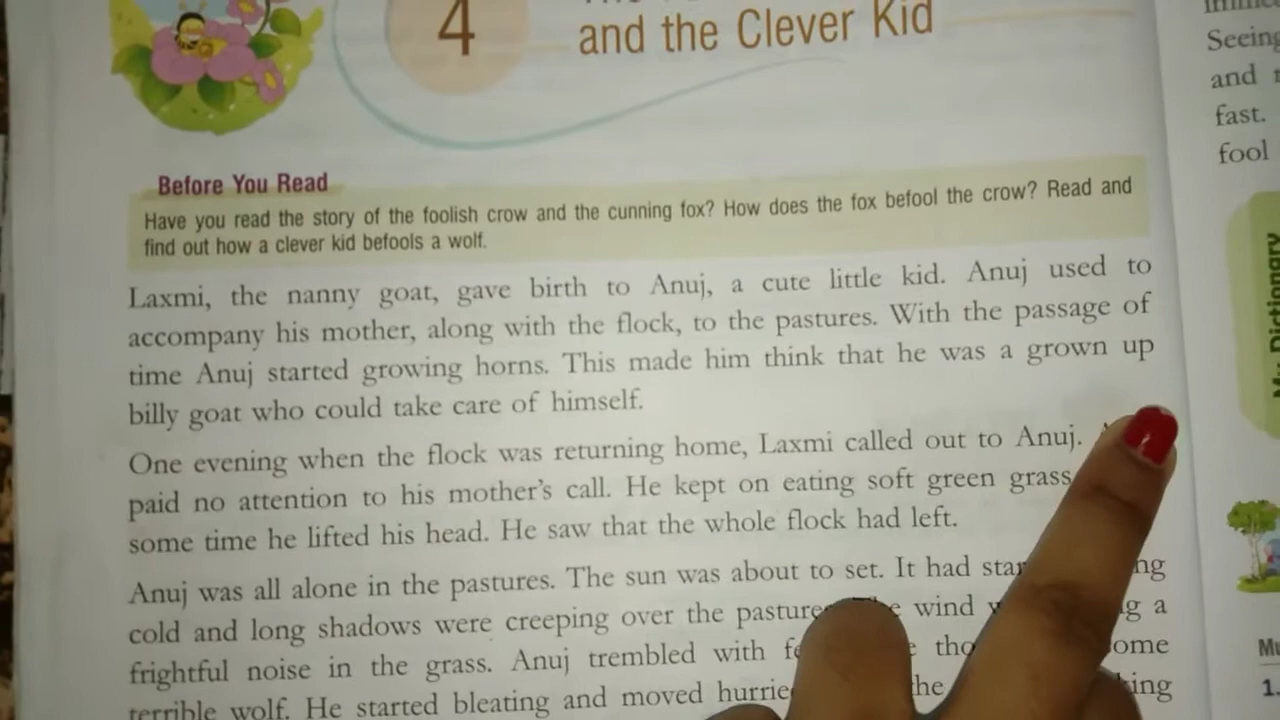 4
and the Clever Kid
Before You Read
Have you read the story of the foolish crow and the cunning fox? How does the fox befool the crow? Read and
find out how a clever kid befools a wolf.
Laxmi, the nanny goat, gave birth to Anuj, a cute little kid. Anuj used to
accompany his mother, along with the flock, to the pastures. With the passage of
time Anuj started growing horns. This made him think that he was a grown up
billy goat who could take care of himself.
One evening when the flock was returning home, Laxmi called out to Anuj.
paid no attention to his mother's call. He kept on eating soft green grass
some time he lifted his head. He saw that the whole flock had left.
Anuj was all alone in the pastures. The sun was about to set. It had
cold and long shadows were creeping over the wind a
frightful noise in the grass. Anuj trembled with
terrible wolf. He started bleating and moved
Seeing
and
fast.
fool
Dictionary
1.